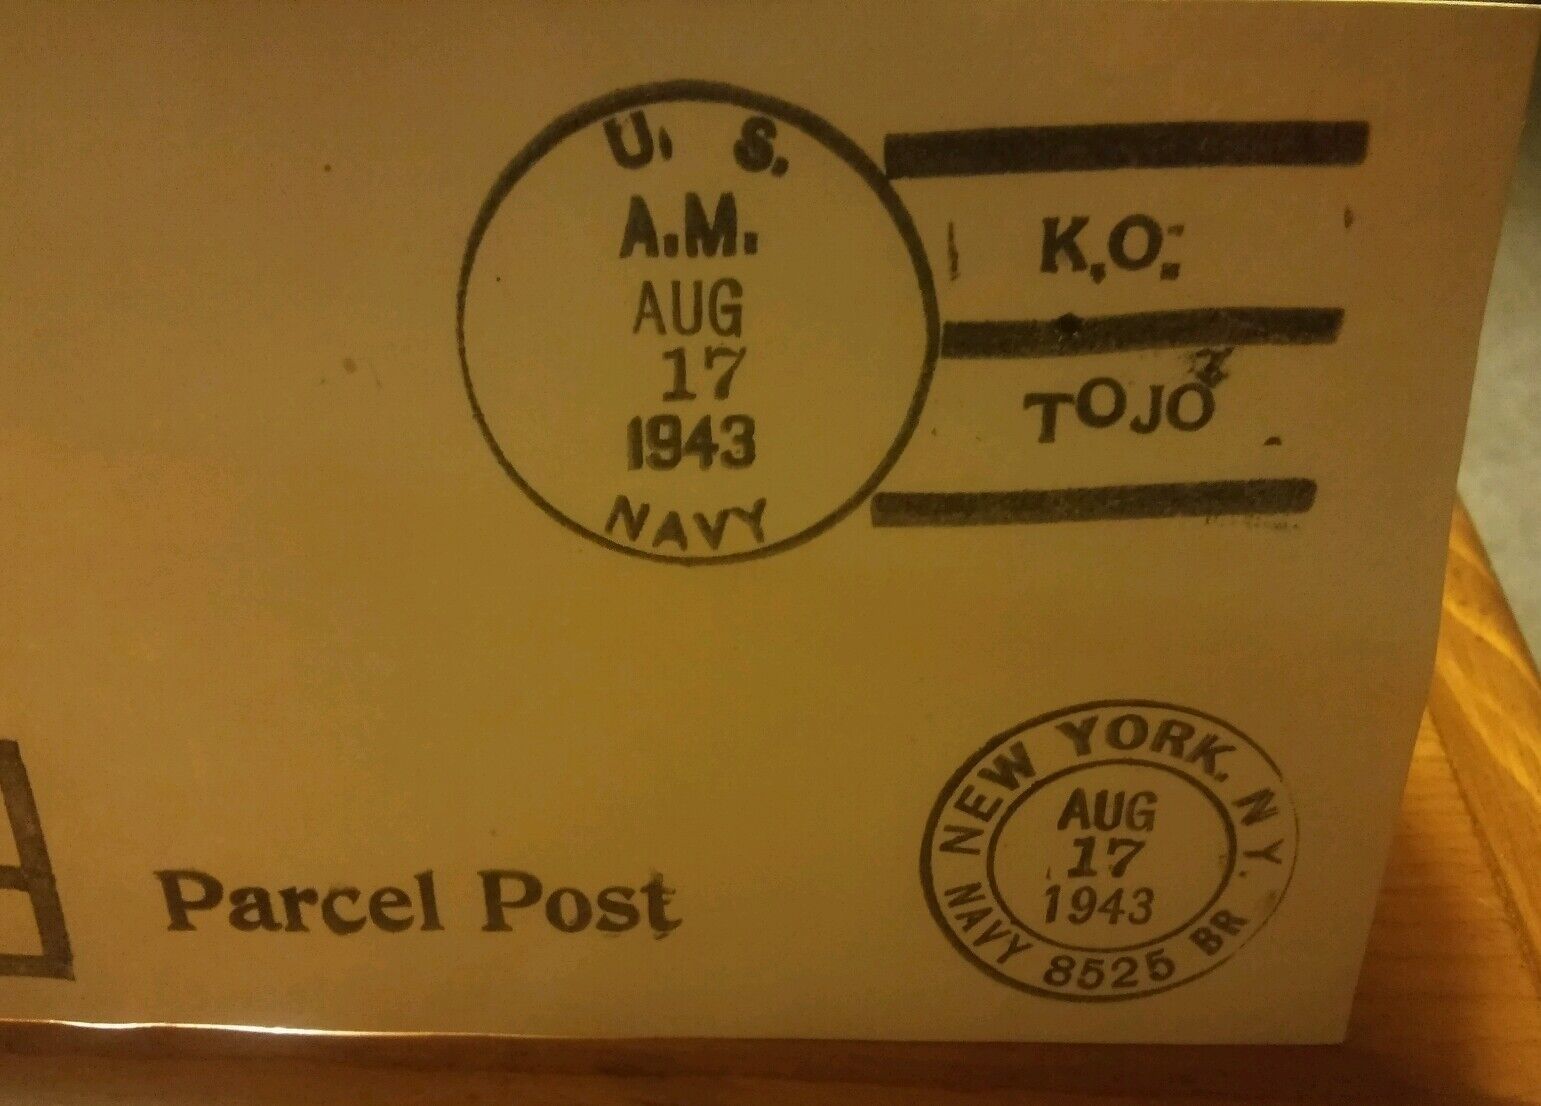 U. S.
A.M.
AUG
17
1943
NAVY
K.O.
TOJO
Parcel Post
NEW YORK, N.Y.
AUG
17
1943
NAVY 8525 BR